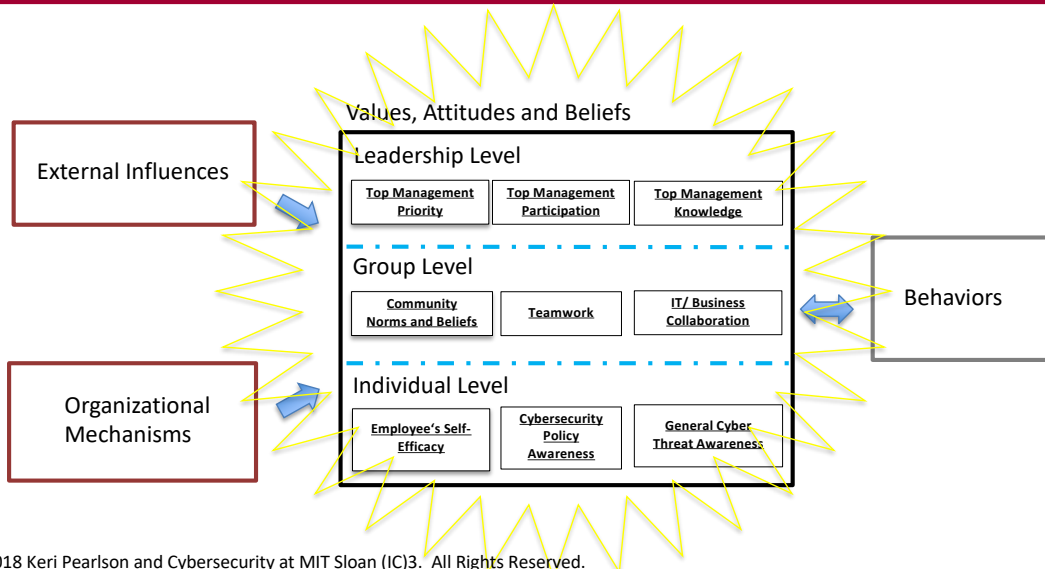 Values, Attitudes and Beliefs
External Influences
Leadership Level
Top Management
Priority
Top Management
Participation
Top Management
Knowledge
Group Level
Community
Norms and Beliefs
Teamwork
IT/ Business
Collaboration
Behaviors
Organizational
Mechanisms
Individual Level
Employee's Self-
Efficacy
Cybersecurity
Policy
Awareness
General Cyber
Threat Awareness
018 Keri Pearlson and Cybersecurity at MIT Sloan (IC)3. All Rights Reserved.